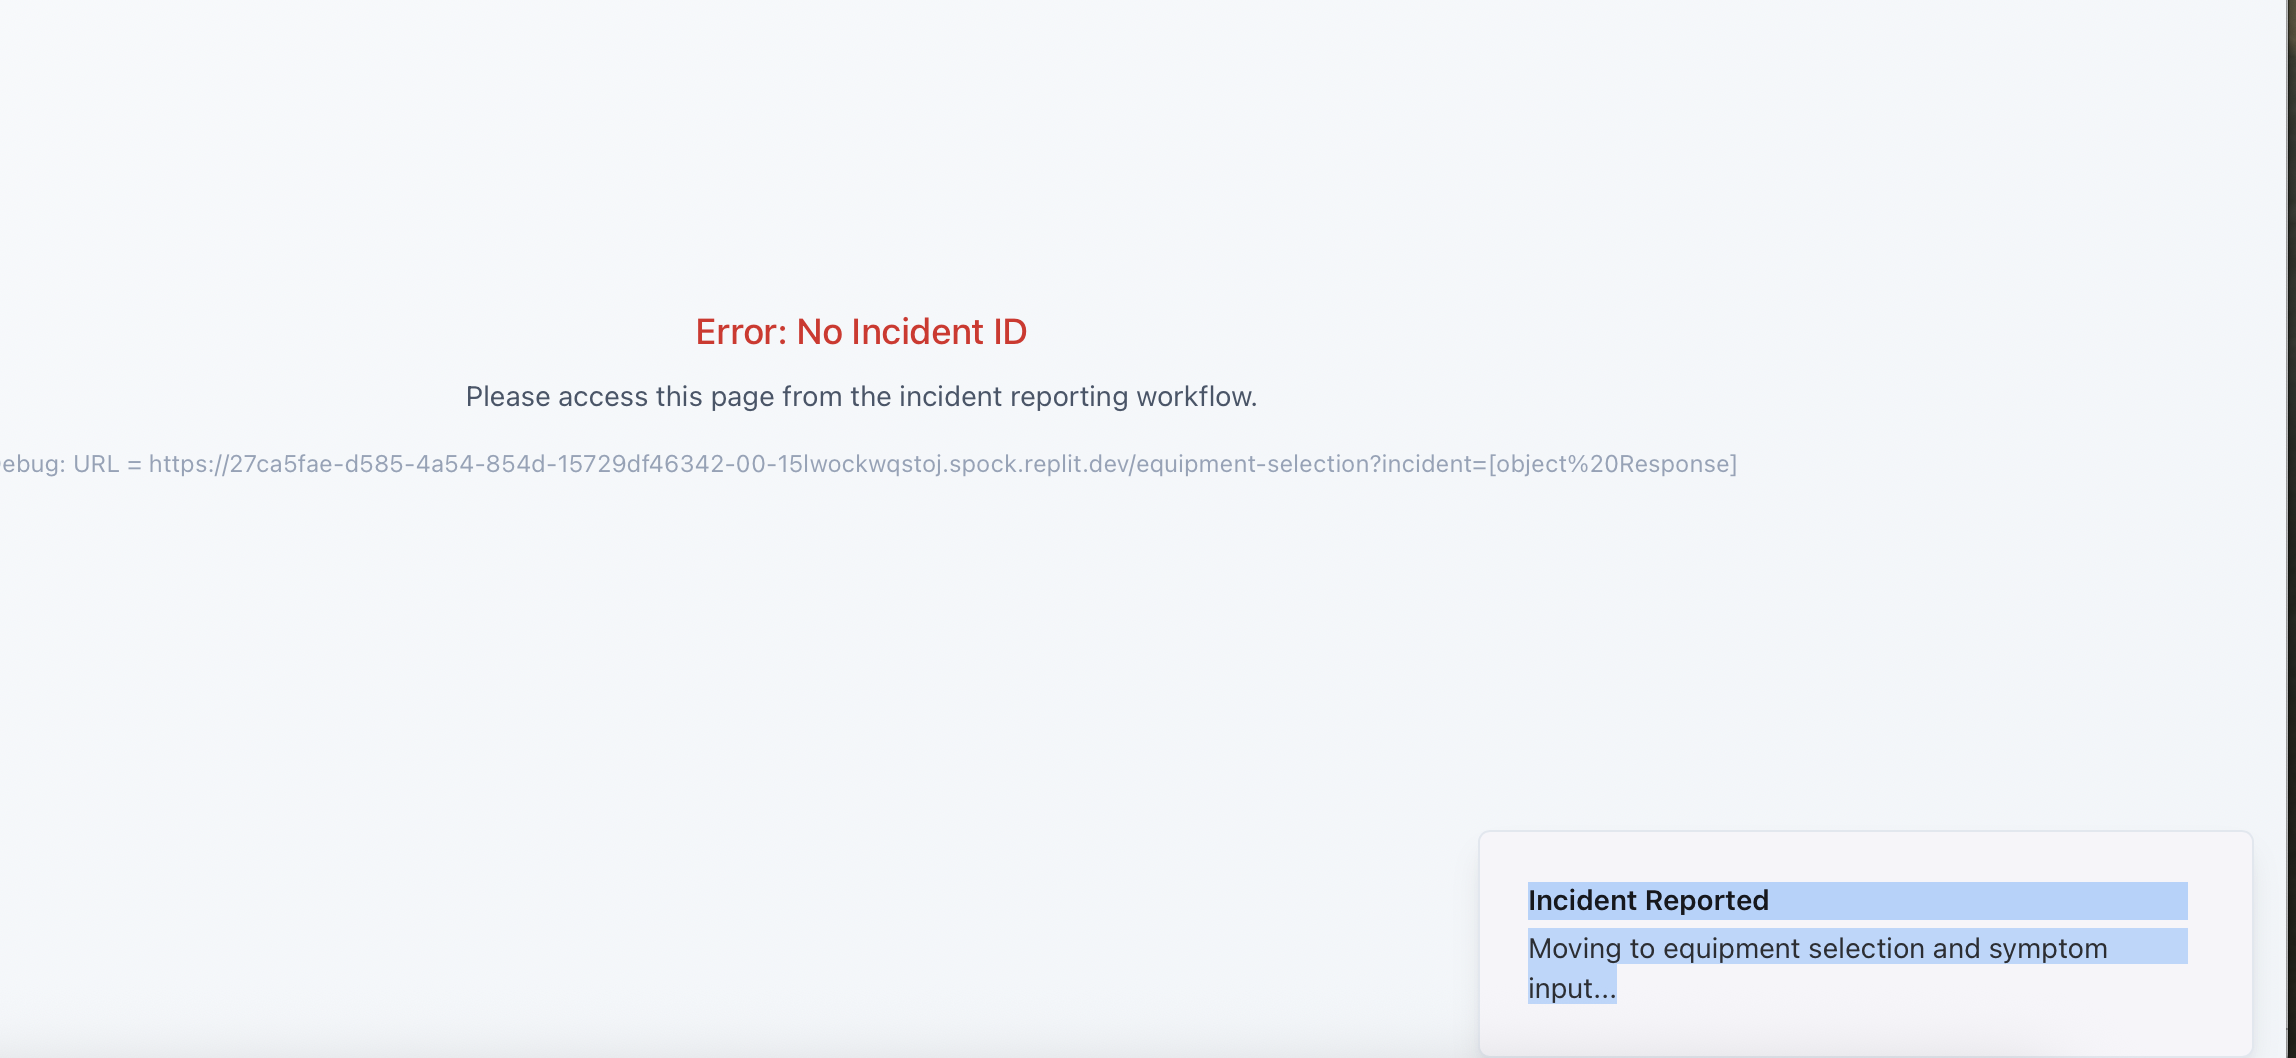 Error: No Incident ID
Please access this page from the incident reporting workflow.
ebug: URL = https://27ca5fae-d585-4a54-854d-15729df46342-00-15lwockwqstoj.spock.replit.dev/equipment-selection?incident=[object%20Response]
Incident Reported
Moving to equipment selection and symptom
input...